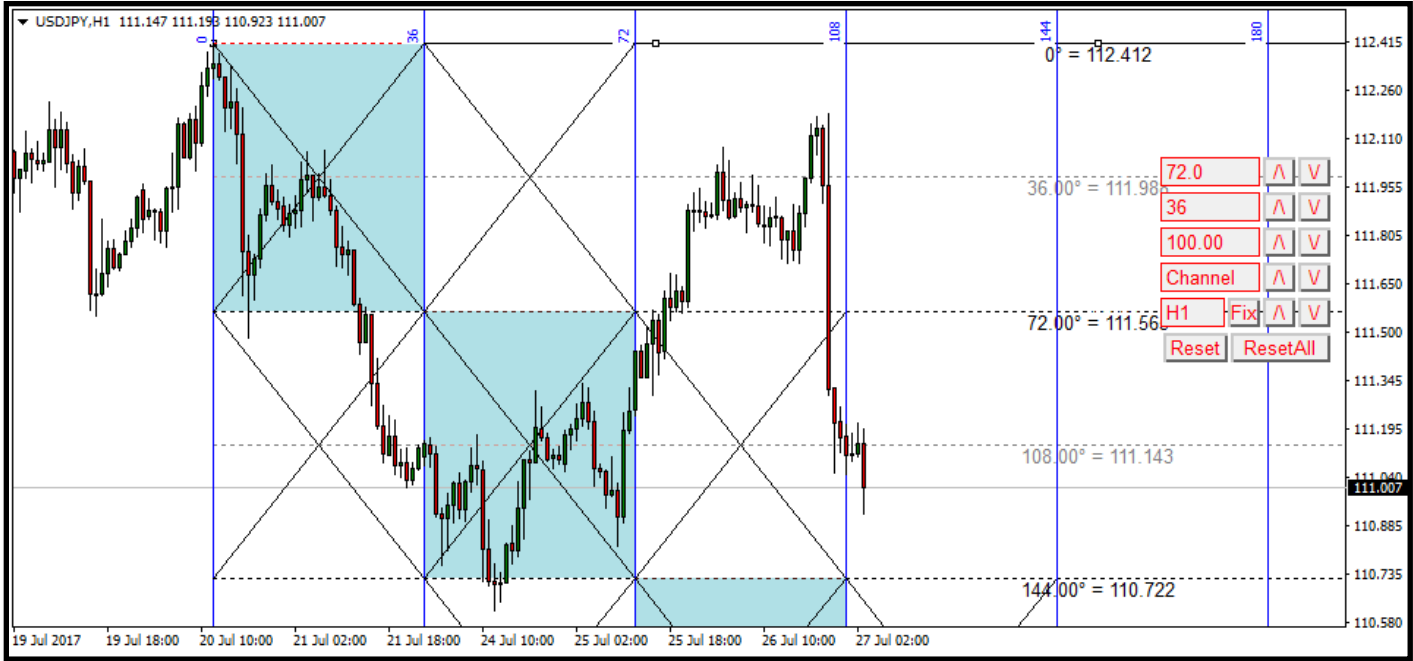 USDJPY,H1 111.147 111.193 110.923 111.007
0
36
72
108
144
180
0° = 112.412
36.00° = 111.98
72.00° = 111.56
108.00° = 111.143
144.00° = 110.722
72.0 /\ \/
36 /\ \/
100.00 /\ \/
Channel /\ \/
H1 Fix /\ \/
Reset ResetAll
112.415
112.260
112.110
111.955
111.805
111.650
111.500
111.345
111.195
111.040
111.007
110.885
110.735
110.580
19 Jul 2017 19 Jul 18:00 20 Jul 10:00 21 Jul 02:00 21 Jul 18:00 24 Jul 10:00 25 Jul 02:00 25 Jul 18:00 26 Jul 10:00 27 Jul 02:00